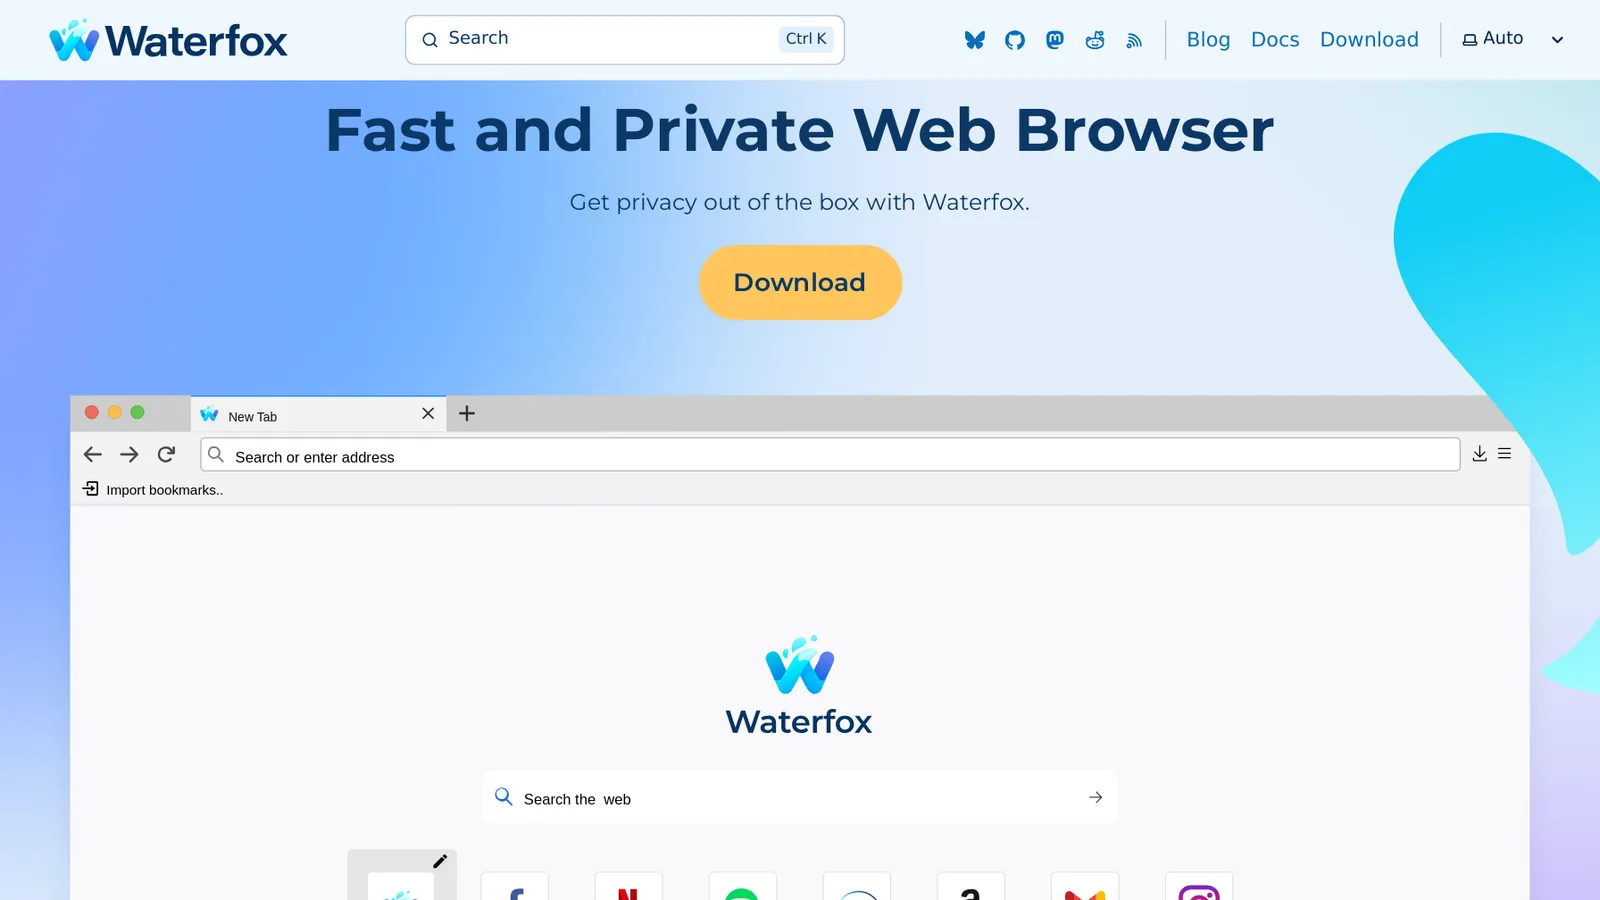 Waterfox
Search
Ctrl K
Blog
Docs
Download
Auto
Fast and Private Web Browser
Get privacy out of the box with Waterfox.
Download
New Tab
Search or enter address
Import bookmarks..
Waterfox
Search the web